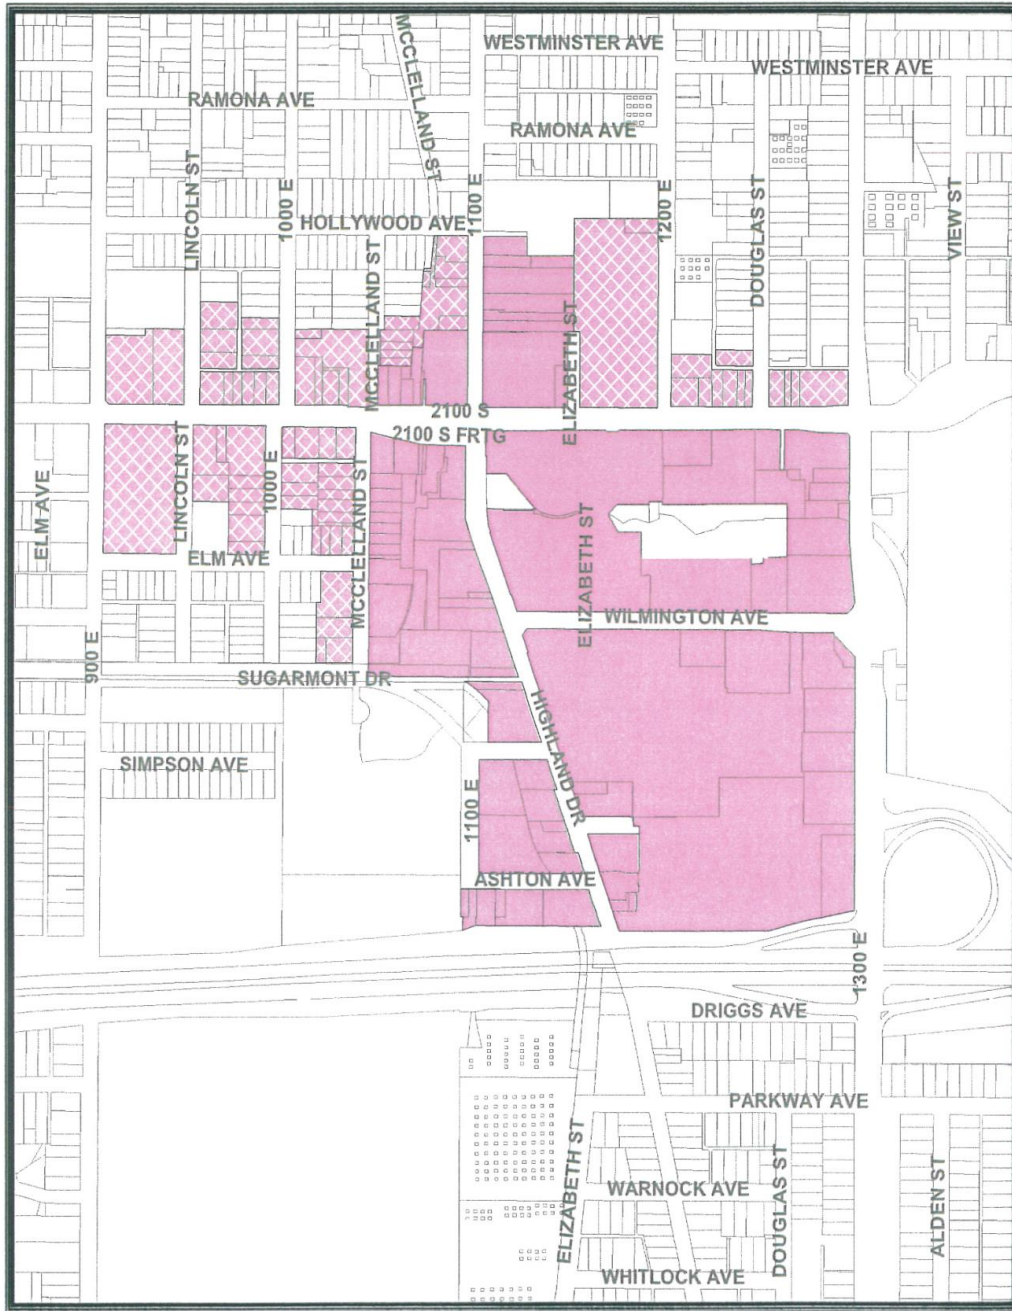 MCCLELLAND ST
WESTMINSTER AVE
WESTMINSTER AVE
RAMONA AVE
RAMONA AVE
LINCOLN ST
1000 E
HOLLYWOOD AVE
1100 E
1200 E
DOUGLAS ST
VIEW ST
MCCLELLAND ST
ELIZABETH ST
2100 S
2100 S FRTG
ELM AVE
LINCOLN ST
1000 E
ELM AVE
MCCLELLAND ST
ELIZABETH ST
WILMINGTON AVE
900 E
SUGARMONT DR
HIGHLAND DR
SIMPSON AVE
1100 E
ASHTON AVE
1300 E
DRIGGS AVE
PARKWAY AVE
ELIZABETH ST
WARNOCK AVE
DOUGLAS ST
ALDEN ST
WHITLOCK AVE